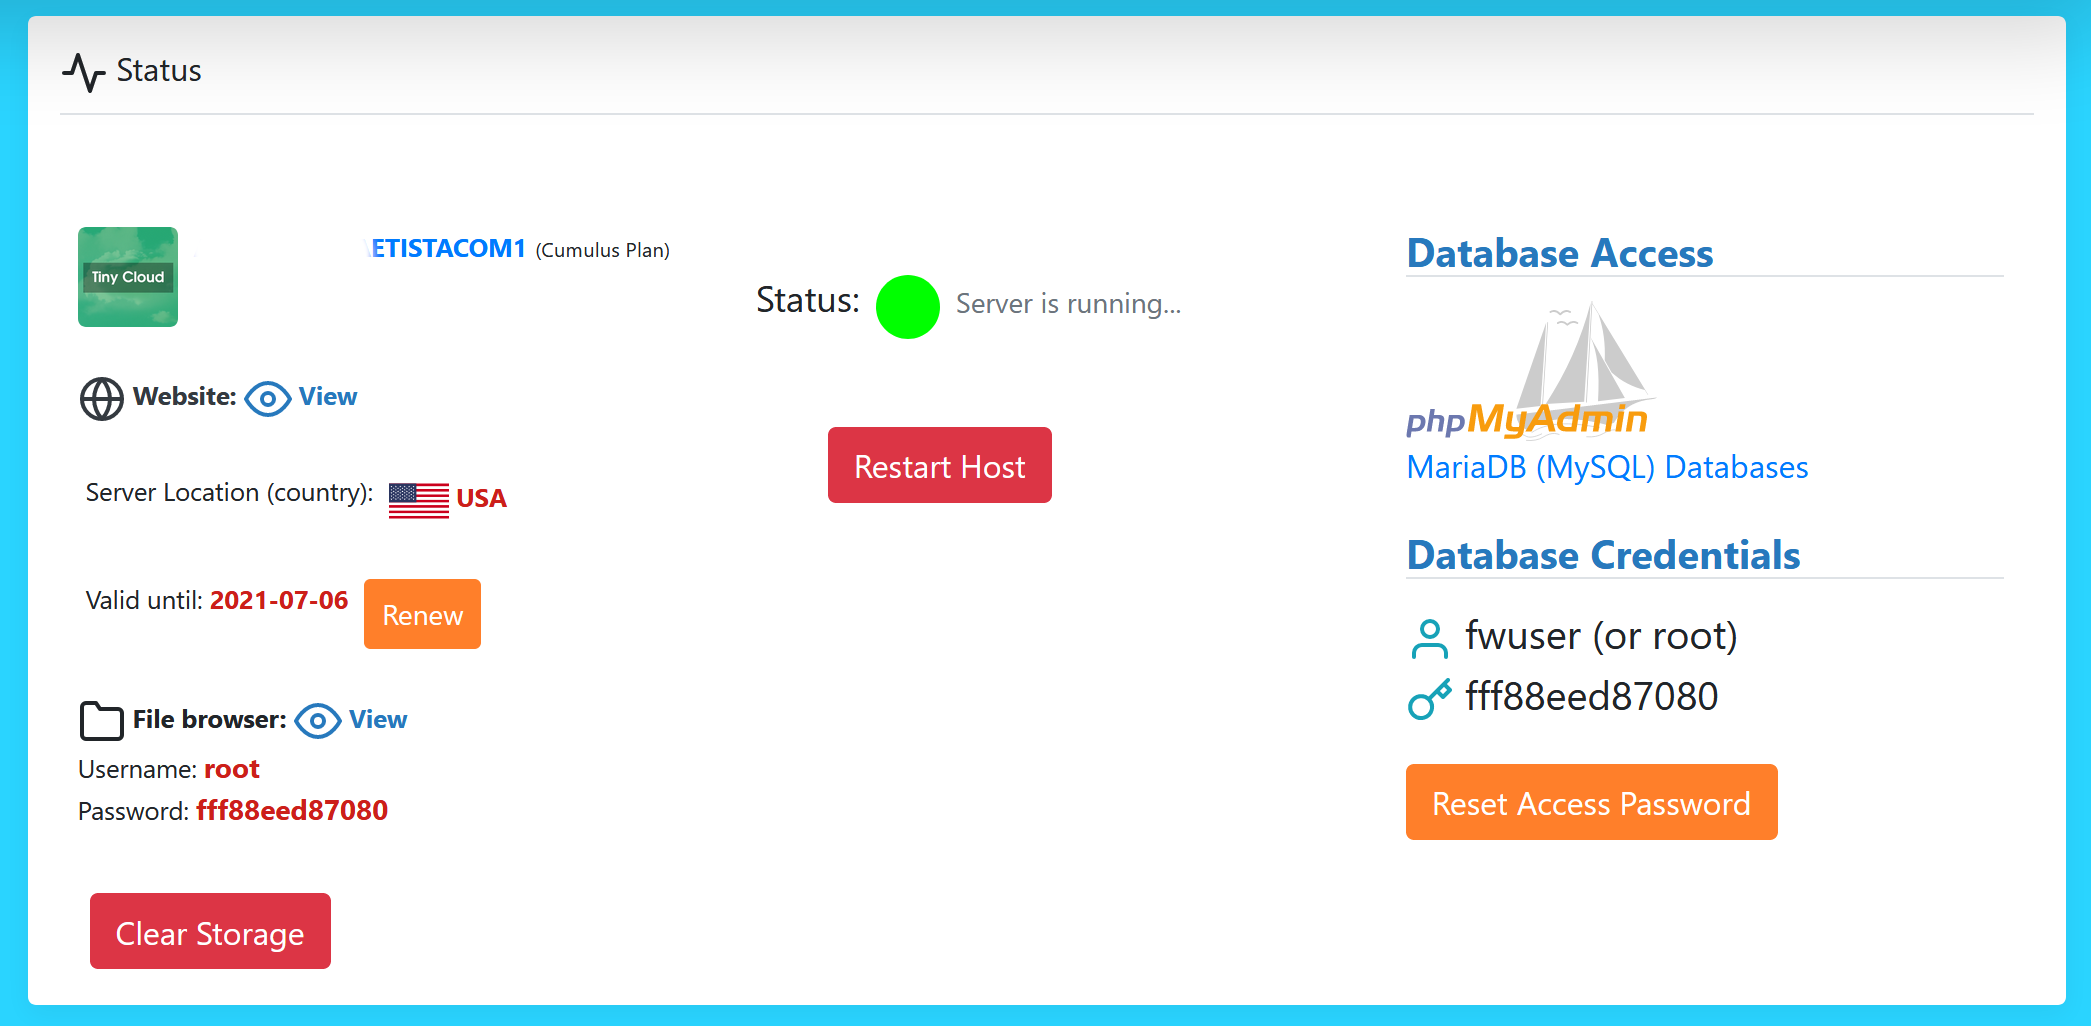 Status
Tiny Cloud
ETISTACOM1 (Cumulus Plan)
Website: View
Server Location (country): USA
Valid until: 2021-07-06 Renew
File browser: View
Username: root
Password: fff88eed87080
Clear Storage
Status: Server is running...
Restart Host
Database Access
phpMyAdmin
MariaDB (MySQL) Databases
Database Credentials
fwuser (or root)
fff88eed87080
Reset Access Password